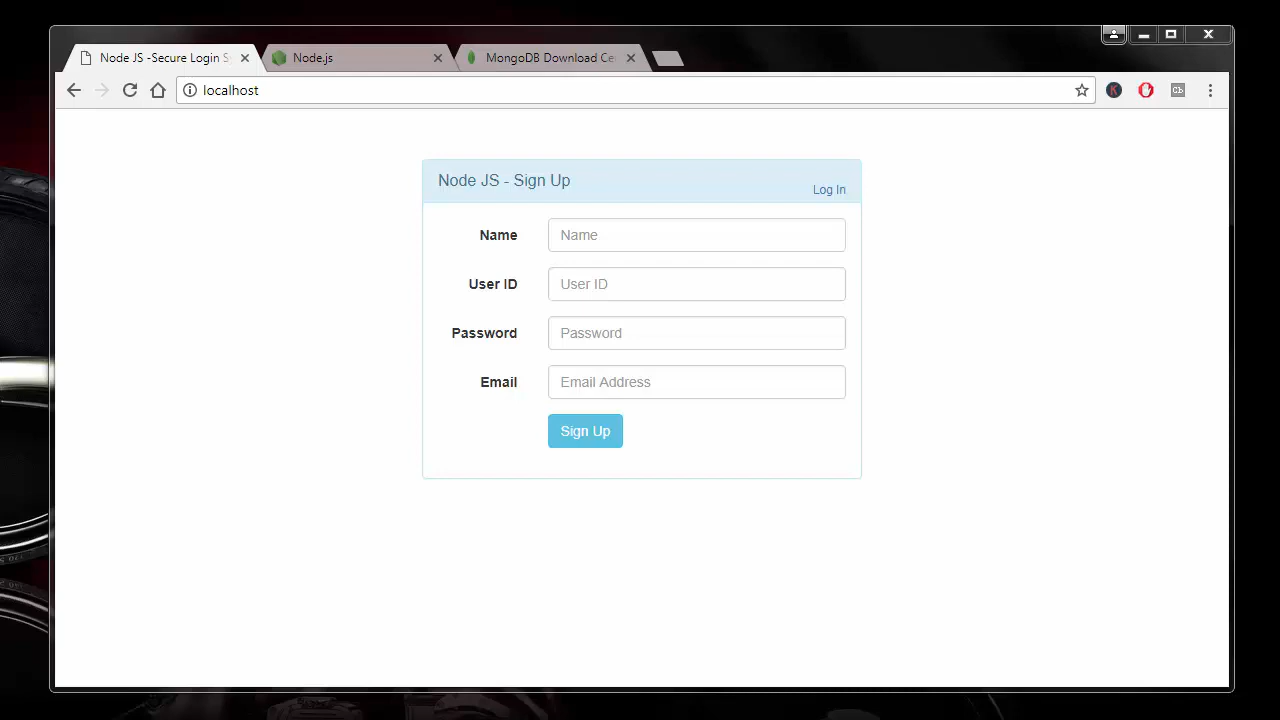 Node JS -Secure Login S
Node.js
MongoDB Download Ce
localhost
Node JS - Sign Up
Log In
Name
Name
User ID
User ID
Password
Password
Email
Email Address
Sign Up